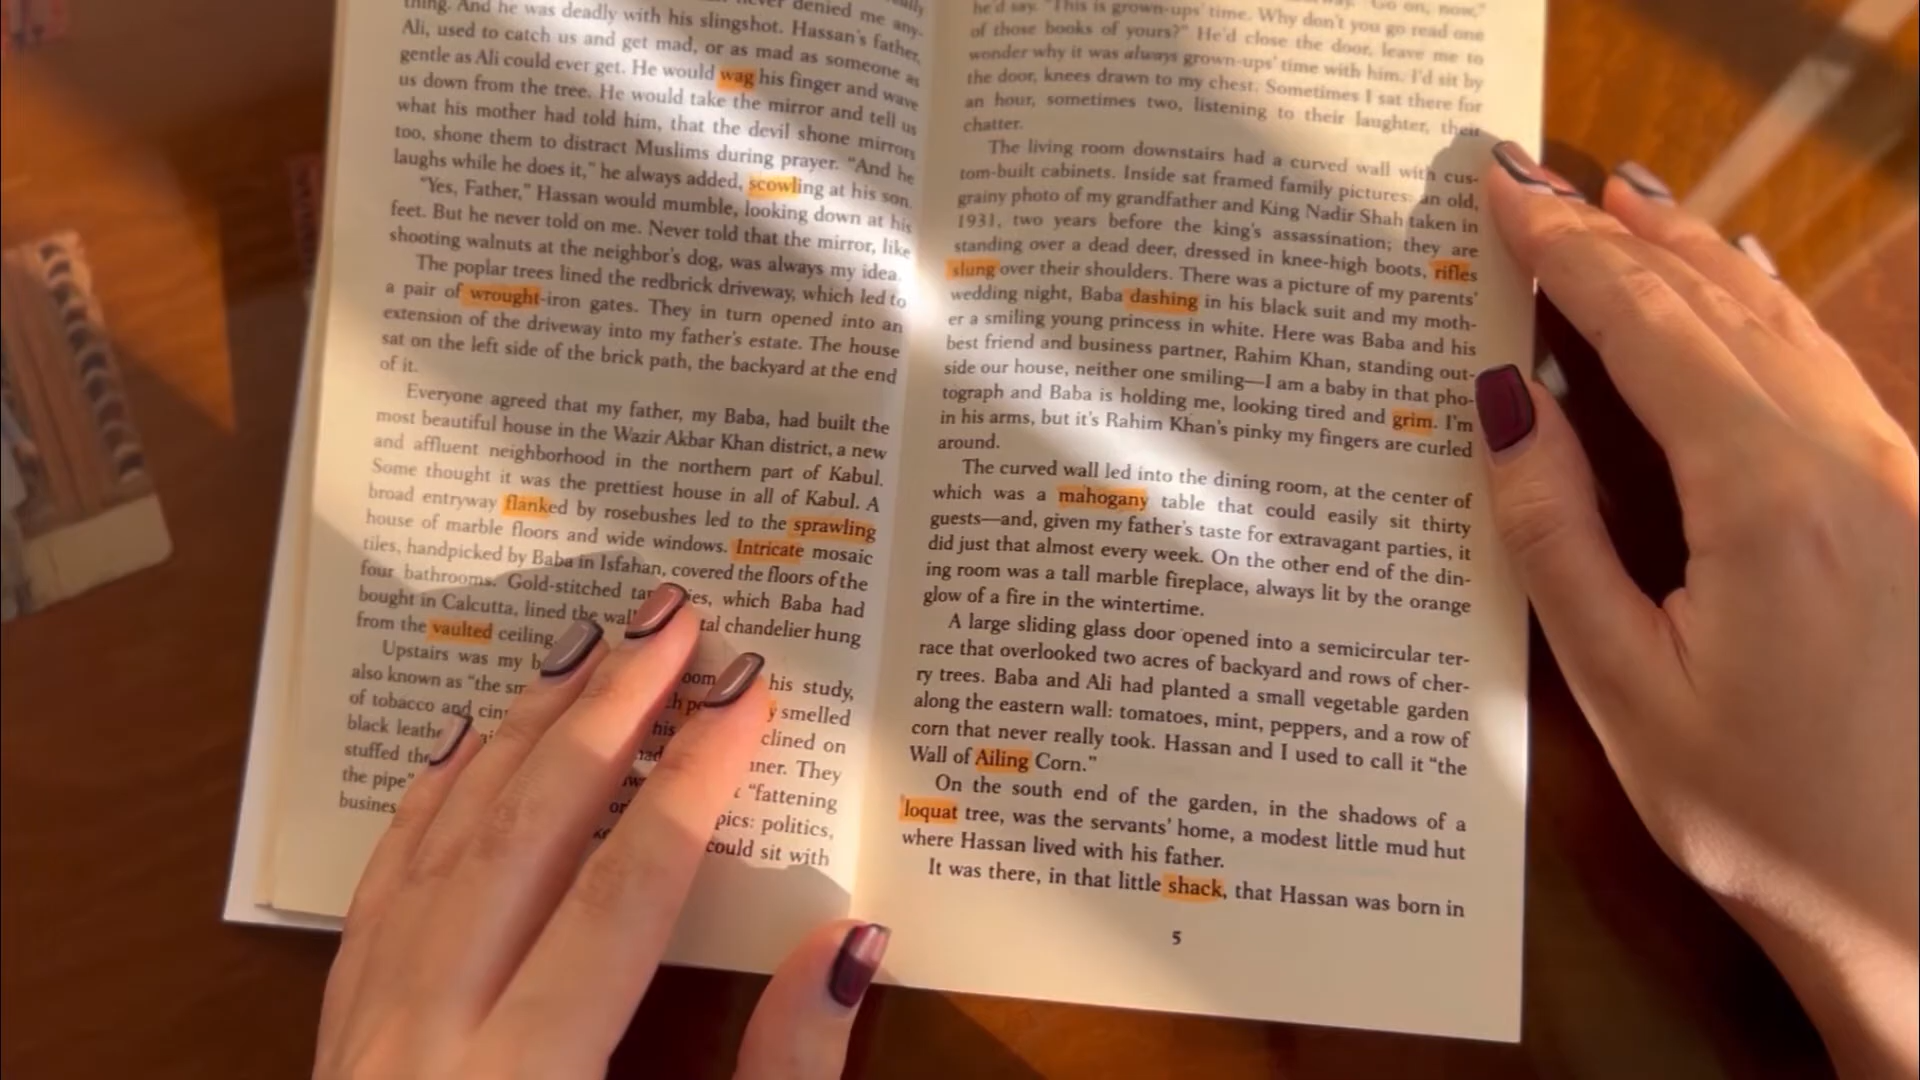 thing. And he was deadly with his slingshot. Hassan's father,
Ali, used to catch us and get mad, or as mad as someone as
gentle as Ali could ever get. He would wag his finger and wave
us down from the tree. He would take the mirror and tell us
what his mother had told him, that the devil shone mirrors
too, shone them to distract Muslims during prayer. "And he
laughs while he does it," he always added, scowling at his son.
"Yes, Father," Hassan would mumble, looking down at his
feet. But he never told on me. Never told that the mirror, like
shooting walnuts at the neighbor's dog, was always my idea.
The poplar trees lined the redbrick driveway, which led to
a pair of wrought-iron gates. They in turn opened into an
extension of the driveway into my father's estate. The house
sat on the left side of the brick path, the backyard at the end
of it.
Everyone agreed that my father, my Baba, had built the
most beautiful house in the Wazir Akbar Khan district, a new
and affluent neighborhood in the northern part of Kabul.
Some thought it was the prettiest house in all of Kabul. A
broad entryway flanked by rosebushes led to the sprawling
house of marble floors and wide windows. Intricate mosaic
tiles, handpicked by Baba in Isfahan, covered the floors of the
four bathrooms. Gold-stitched which Baba had
bought in Calcutta, lined the chandelier hung
from the vaulted ceiling.
Upstairs was my his study,
also known as "the smelled
of tobacco and clined on
black
stuffed the They
the pipe" "fattening
politics,
could sit with
he'd say. "This is grown-ups' time. Why don't you go read one
of those books of yours?" He'd close the door, leave me to
wonder why it was always grown-ups' time with him. I'd sit by
the door, knees drawn to my chest. Sometimes I sat there for
an hour, sometimes two, listening to their laughter, their
chatter.
The living room downstairs had a curved wall with cus-
tom-built cabinets. Inside sat framed family pictures: an old,
grainy photo of my grandfather and King Nadir Shah taken in
1931, two years before the king's assassination; they are
standing over a dead deer, dressed in knee-high boots, rifles
slung over their shoulders. There was a picture of my parents'
wedding night, Baba dashing in his black suit and my moth-
er a smiling young princess in white. Here was Baba and his
best friend and business partner, Rahim Khan, standing out-
side our house, neither one smiling—I am a baby in that pho-
tograph and Baba is holding me, looking tired and grim. I'm
in his arms, but it's Rahim Khan's pinky my fingers are curled
around.
The curved wall led into the dining room, at the center of
which was a mahogany table that could easily sit thirty
guests—and, given my father's taste for extravagant parties, it
did just that almost every week. On the other end of the din-
ing room was a tall marble fireplace, always lit by the orange
glow of a fire in the wintertime.
A large sliding glass door opened into a semicircular ter-
race that overlooked two acres of backyard and rows of cher-
ry trees. Baba and Ali had planted a small vegetable garden
along the eastern wall: tomatoes, mint, peppers, and a row of
corn that never really took. Hassan and I used to call it "the
Wall of Ailing Corn."
On the south end of the garden, in the shadows of a
loquat tree, was the servants' home, a modest little mud hut
where Hassan lived with his father.
It was there, in that little shack, that Hassan was born in
5